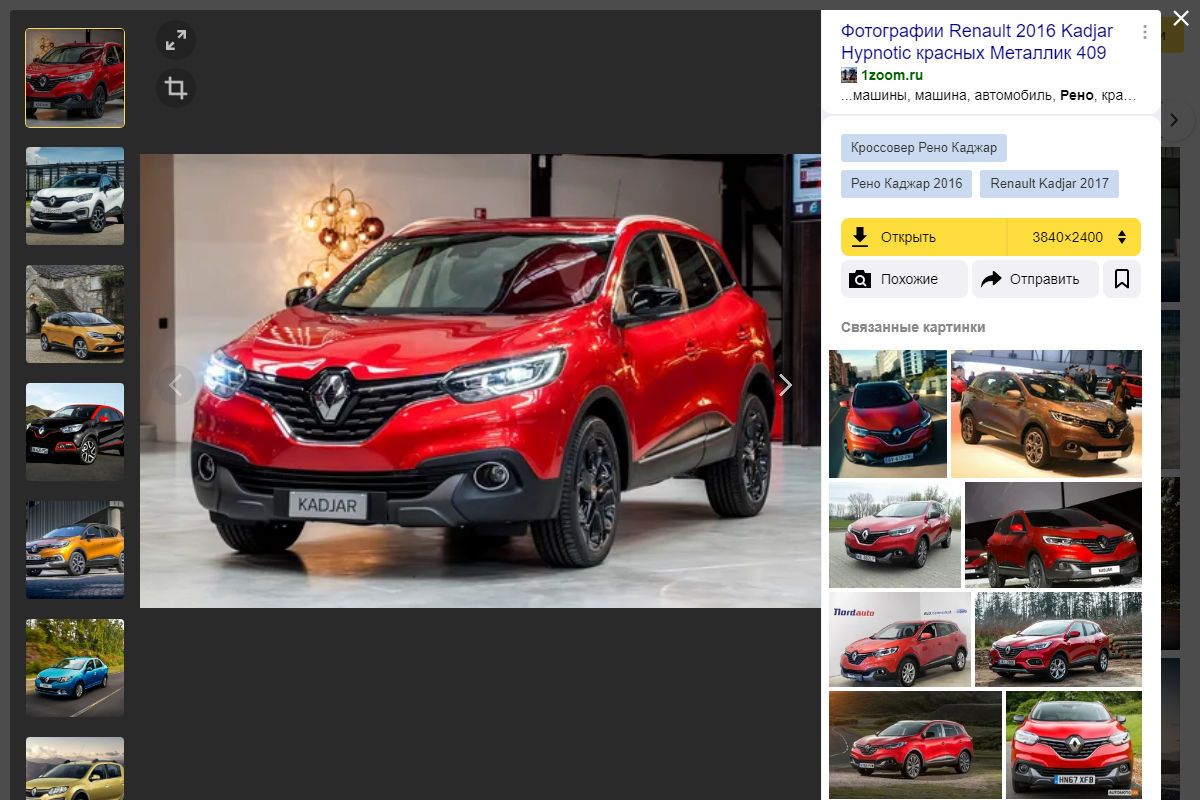 Фотографии Renault 2016 Kadjar
Hypnotic красных Металлик 409
1zoom.ru
...машины, машина, автомобиль, Рено, кра…
Кроссовер Рено Каджар
Рено Каджар 2016
Renault Kadjar 2017
Открыть
3840×2400
Похожие
Отправить
Связанные картинки
KADJAR
KADJAR
Nordauto
HN67 XFB